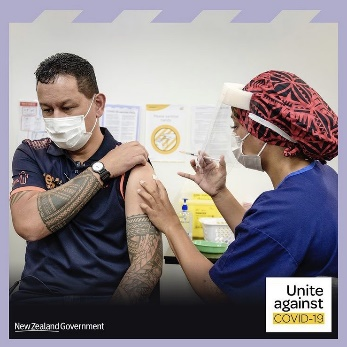 New Zealand Government
Unite
against
COVID-19